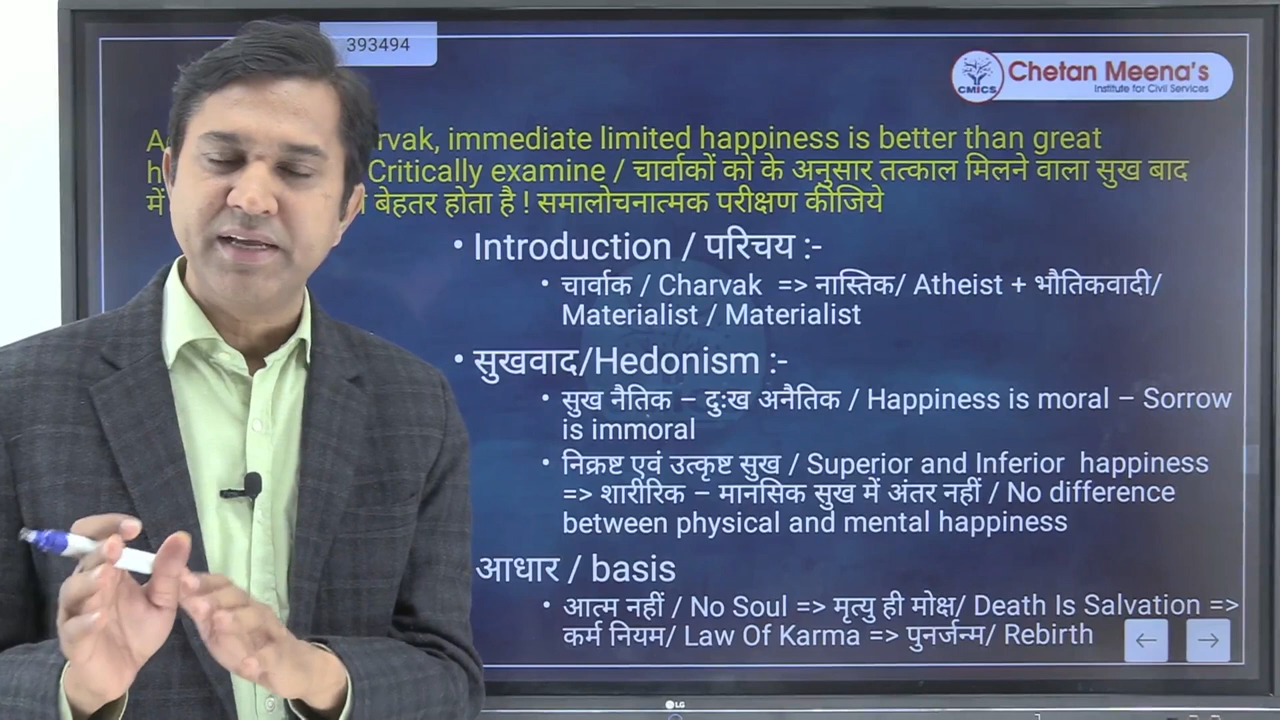 393494
Chetan Meena's
Institute for Civil Services
CMICS
immediate limited happiness is better than great
Critically examine / चार्वाकों को के अनुसार तत्काल मिलने वाला सुख बाद
में बेहतर होता है ! समालोचनात्मक परीक्षण कीजिये
• Introduction / परिचय :-
• चार्वाक / Charvak => नास्तिक/ Atheist + भौतिकवादी/
Materialist / Materialist
• सुखवाद/Hedonism :-
• सुख नैतिक – दुःख अनैतिक / Happiness is moral – Sorrow
is immoral
• निक्रष्ट एवं उत्कृष्ट सुख / Superior and Inferior happiness
=> शारीरिक – मानसिक सुख में अंतर नहीं / No difference
between physical and mental happiness
आधार / basis
• आत्म नहीं / No Soul => मृत्यु ही मोक्ष/ Death Is Salvation =>
कर्म नियम/ Law Of Karma => पुनर्जन्म/ Rebirth
LG